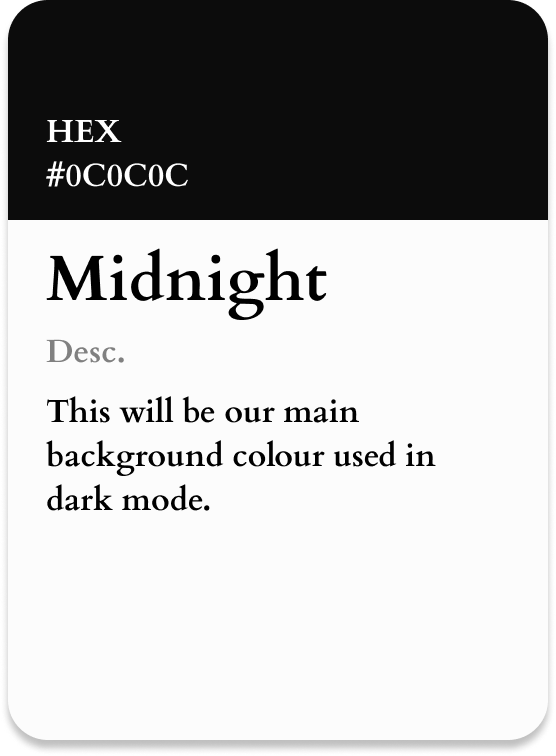 HEX
#0C0C0C
Midnight
Desc.
This will be our main
background colour used in
dark mode.